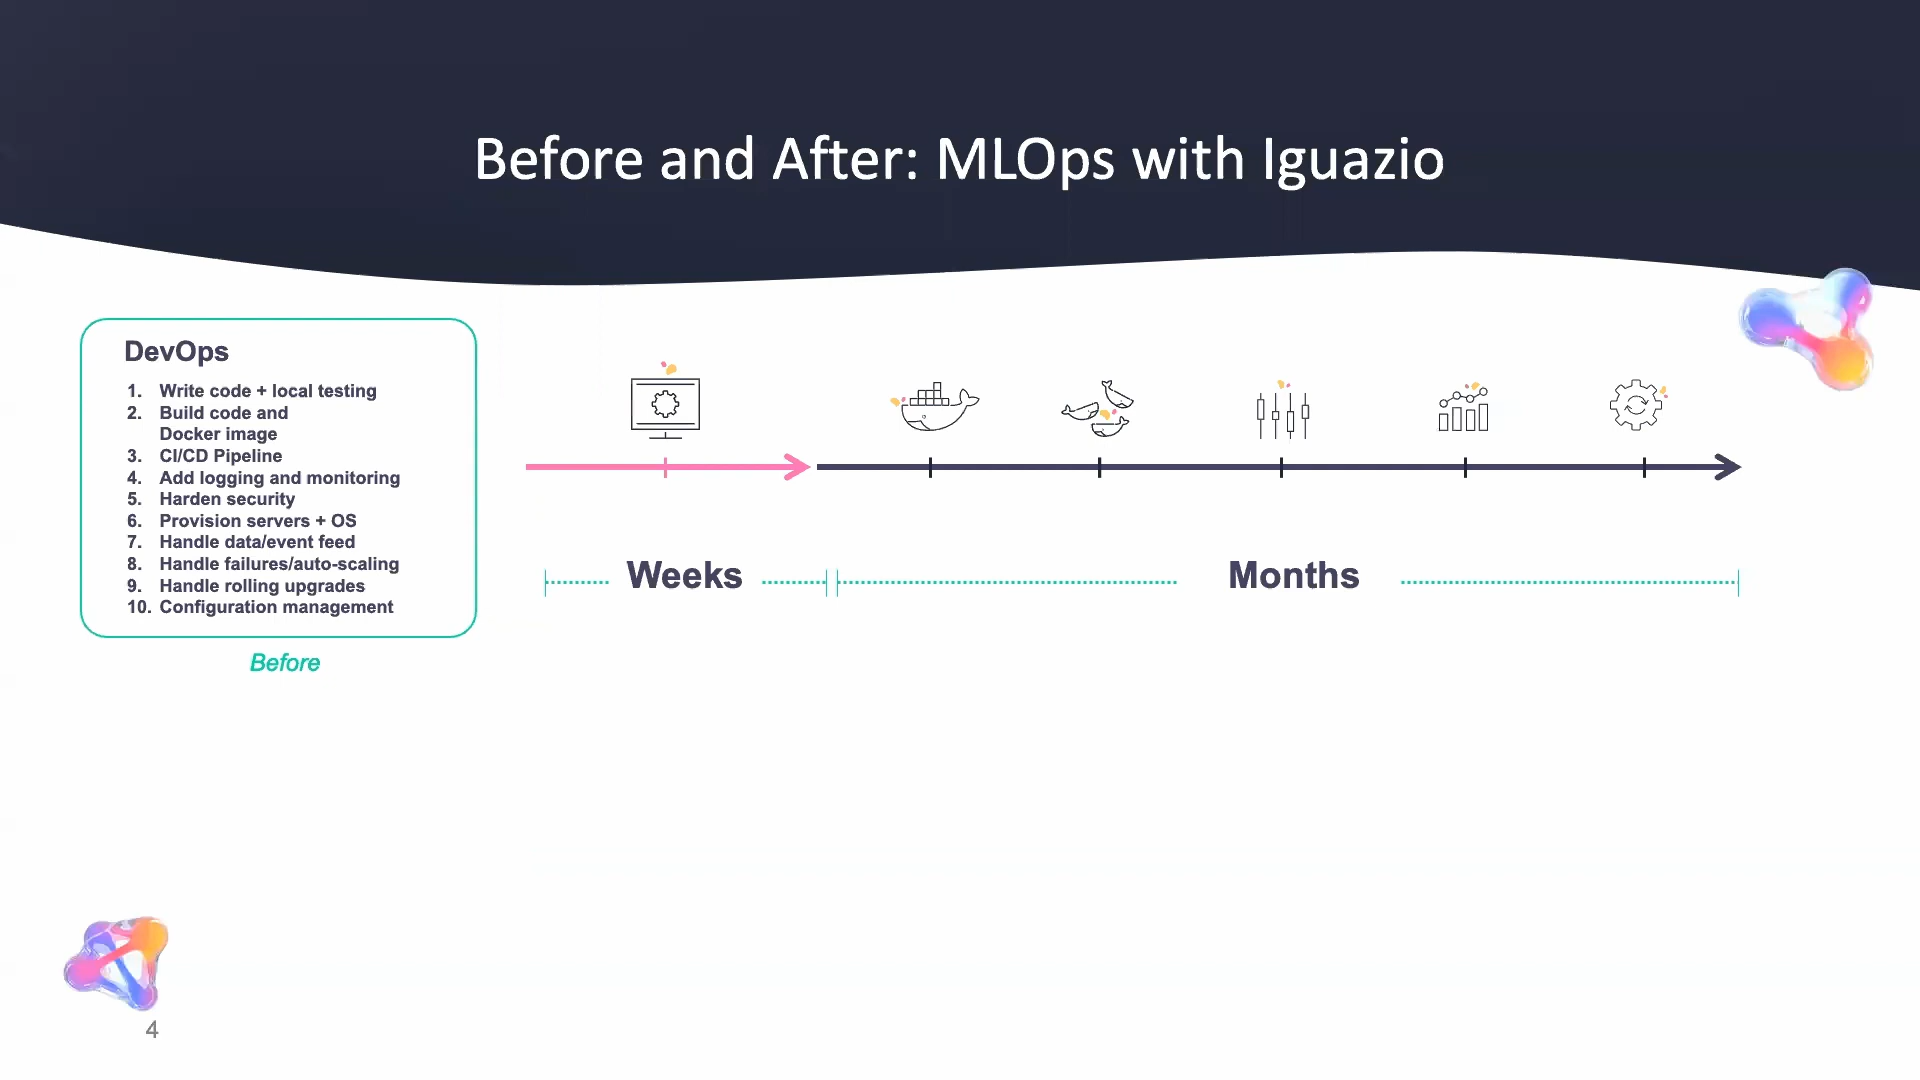 Before and After: MLOps with Iguazio
DevOps
1. Write code + local testing
2. Build code and
Docker image
3. CI/CD Pipeline
4. Add logging and monitoring
5. Harden security
6. Provision servers + OS
7. Handle data/event feed
8. Handle failures/auto-scaling
9. Handle rolling upgrades
10. Configuration management
Before
Weeks
Months
4